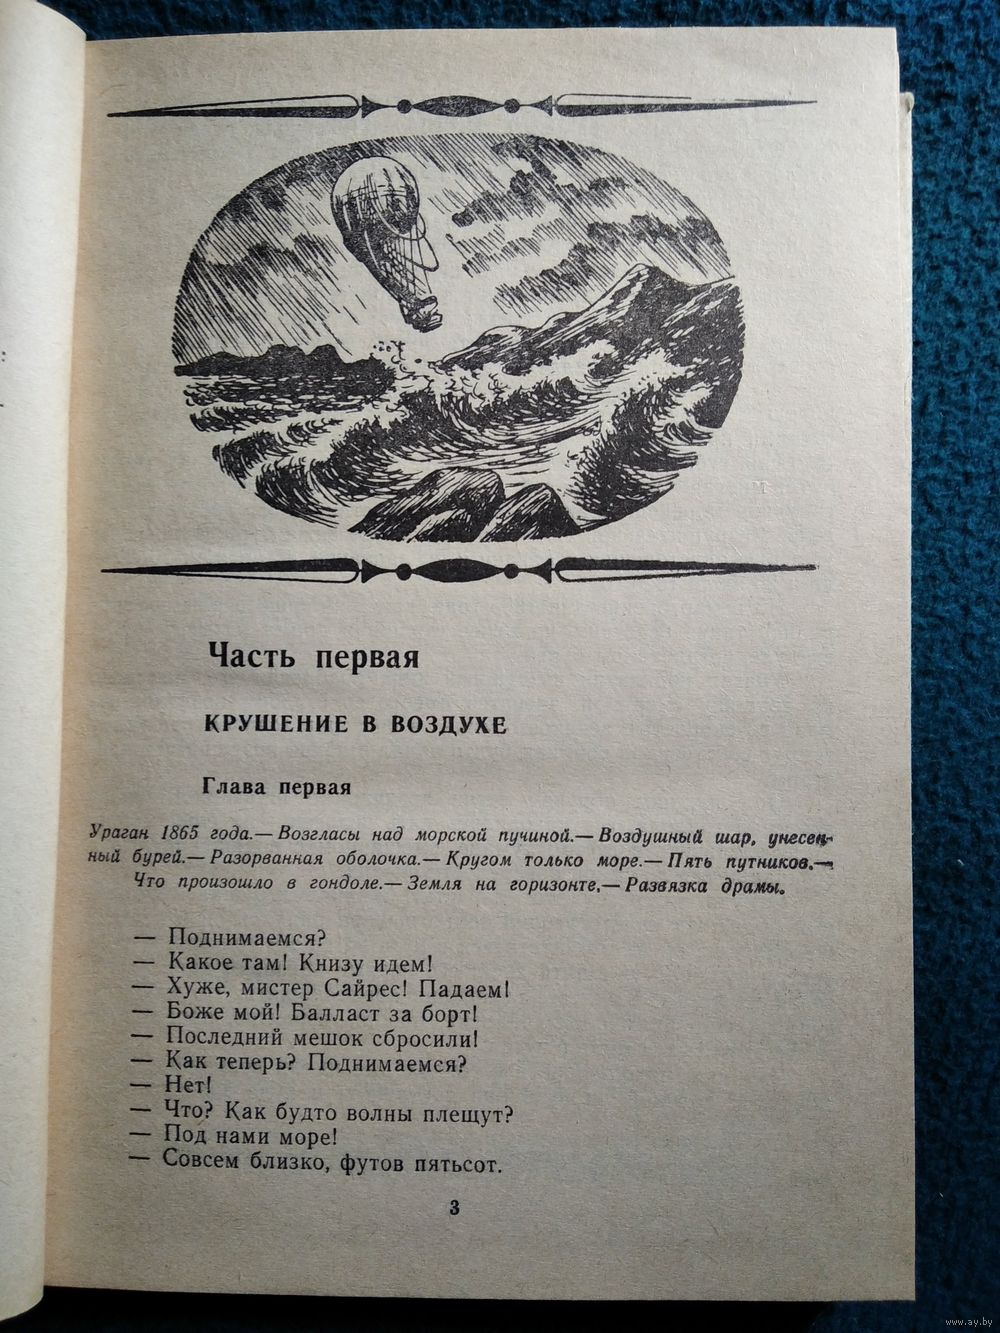 Часть первая
КРУШЕНИЕ В ВОЗДУХЕ
Глава первая
Ураган 1865 года.— Возгласы над морской пучиной.— Воздушный шар, унесен-
ный бурей.— Разорванная оболочка.— Кругом только море.— Пять путников.—
Что произошло в гондоле.— Земля на горизонте.— Развязка драмы.
— Поднимаемся?
— Какое там! Книзу идем!
— Хуже, мистер Сайрес! Падаем!
— Боже мой! Балласт за борт!
— Последний мешок сбросили!
— Как теперь? Поднимаемся?
— Нет!
— Что? Как будто волны плещут?
— Под нами море!
— Совсем близко, футов пятьсот.
3
www.ay.by